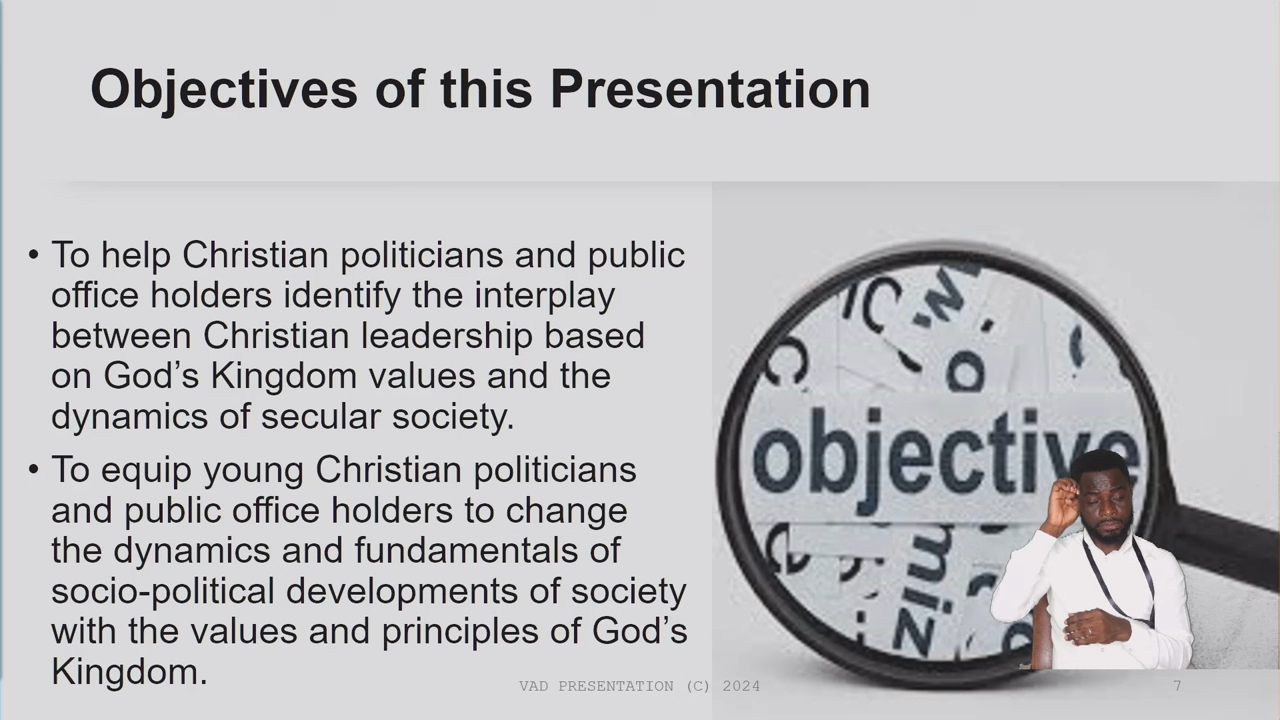 Objectives of this Presentation
• To help Christian politicians and public
office holders identify the interplay
between Christian leadership based
on God’s Kingdom values and the
dynamics of secular society.
• To equip young Christian politicians
and public office holders to change
the dynamics and fundamentals of
socio-political developments of society
with the values and principles of God’s
Kingdom.
objective
VAD PRESENTATION (C) 2024
7